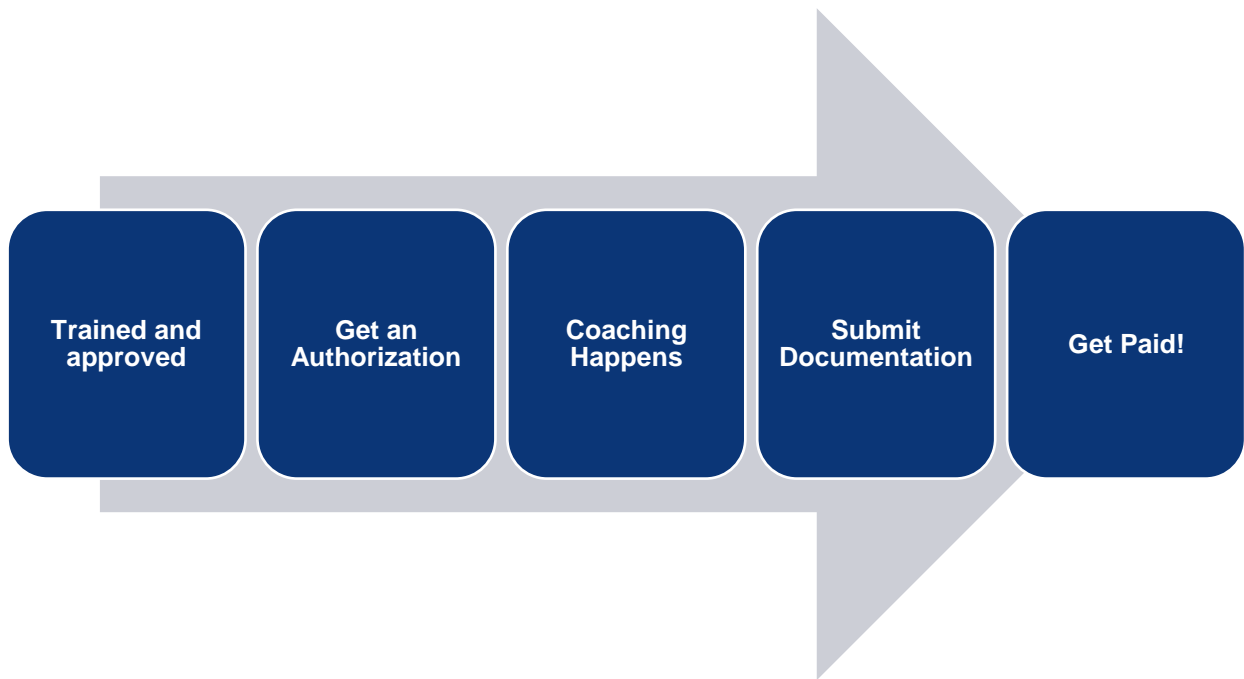 Trained and
approved
Get an
Authorization
Coaching
Happens
Submit
Documentation
Get Paid!